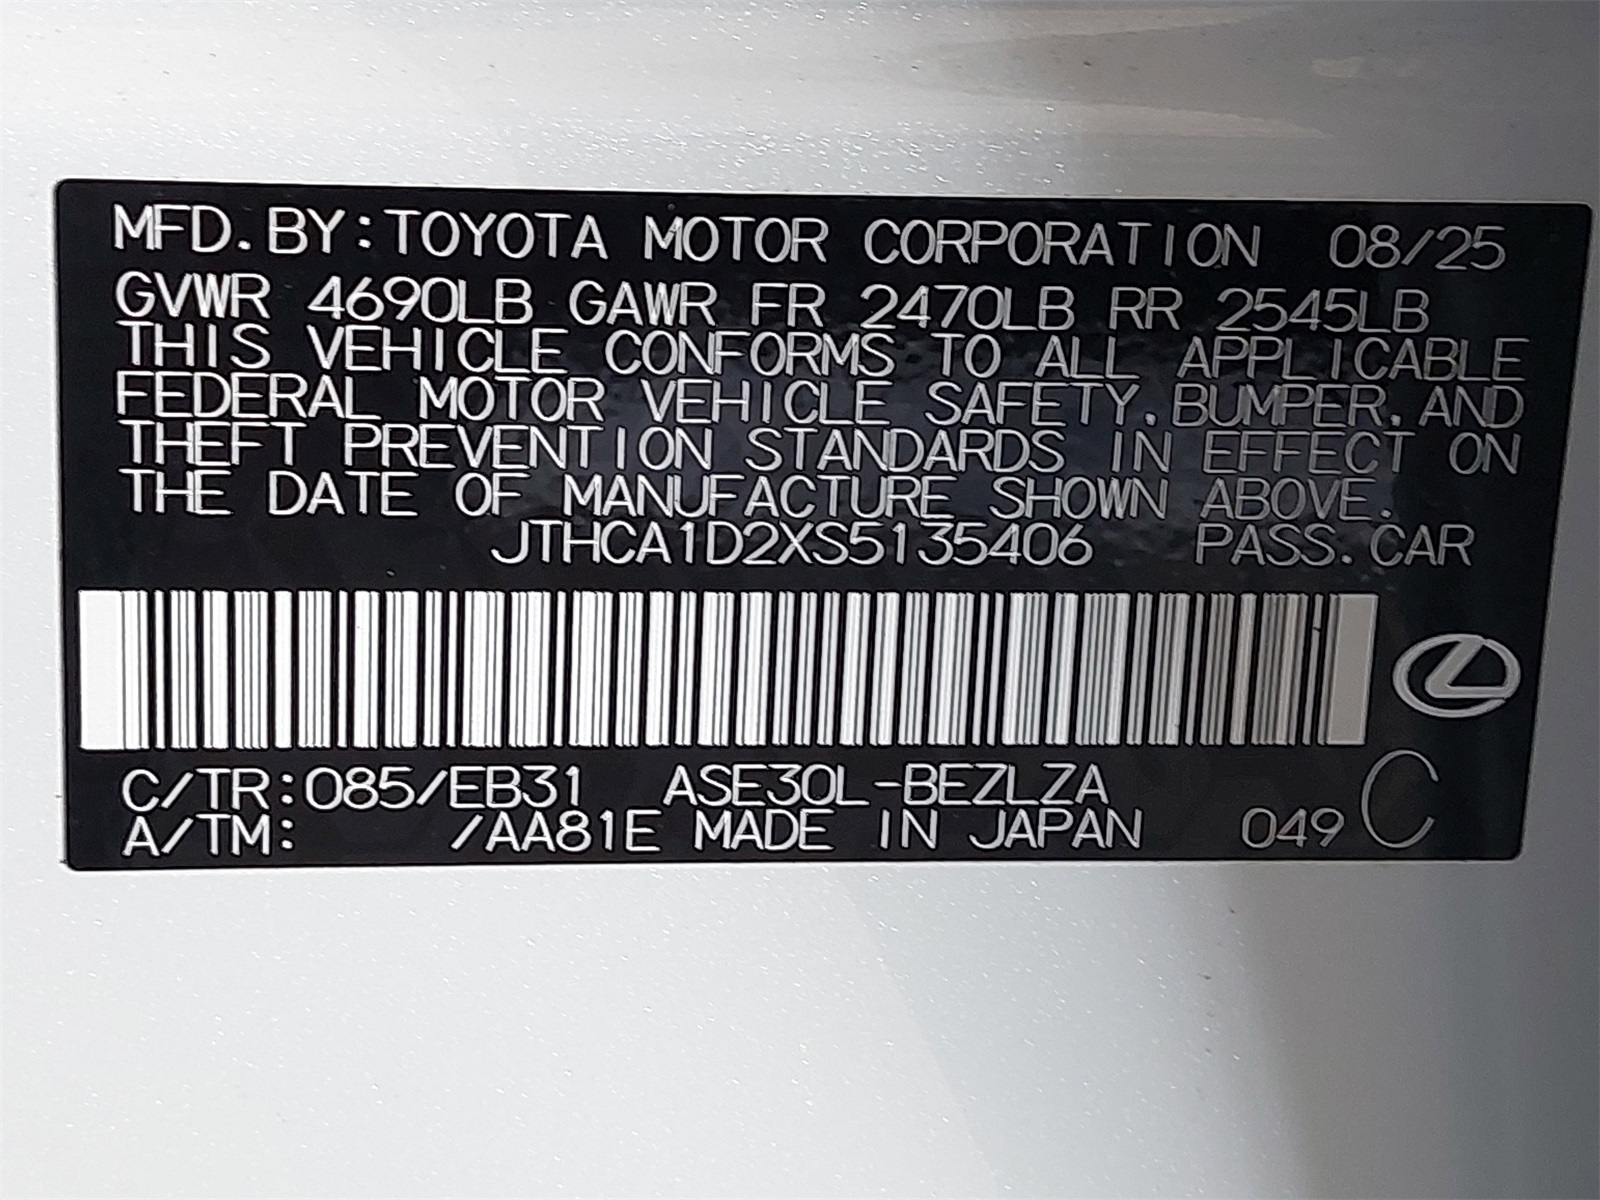 MFD. BY: TOYOTA MOTOR CORPORATION 08/25
GVWR 4690LB GAWR FR 2470LB RR 2545LB
THIS VEHICLE CONFORMS TO ALL APPLICABLE
FEDERAL MOTOR VEHICLE SAFETY, BUMPER, AND
THEFT PREVENTION STANDARDS IN EFFECT ON
THE DATE OF MANUFACTURE SHOWN ABOVE.
JTHCA1D2XS5135406 PASS. CAR
C/TR: 085/EB31 ASE30L-BEZLZA
A/TM: /AA81E MADE IN JAPAN 049 C